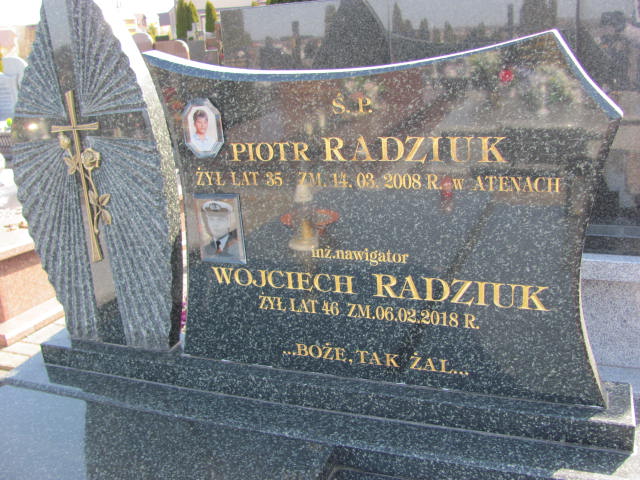 Ś.P.
PIOTR RADZIUK
ŻYŁ LAT 35 ZM. 14.03.2008 R. W ATENACH
inż.nawigator
WOJCIECH RADZIUK
ŻYŁ LAT 46 ZM.06.02.2018 R.
...BOŻE, TAK ŻAL...